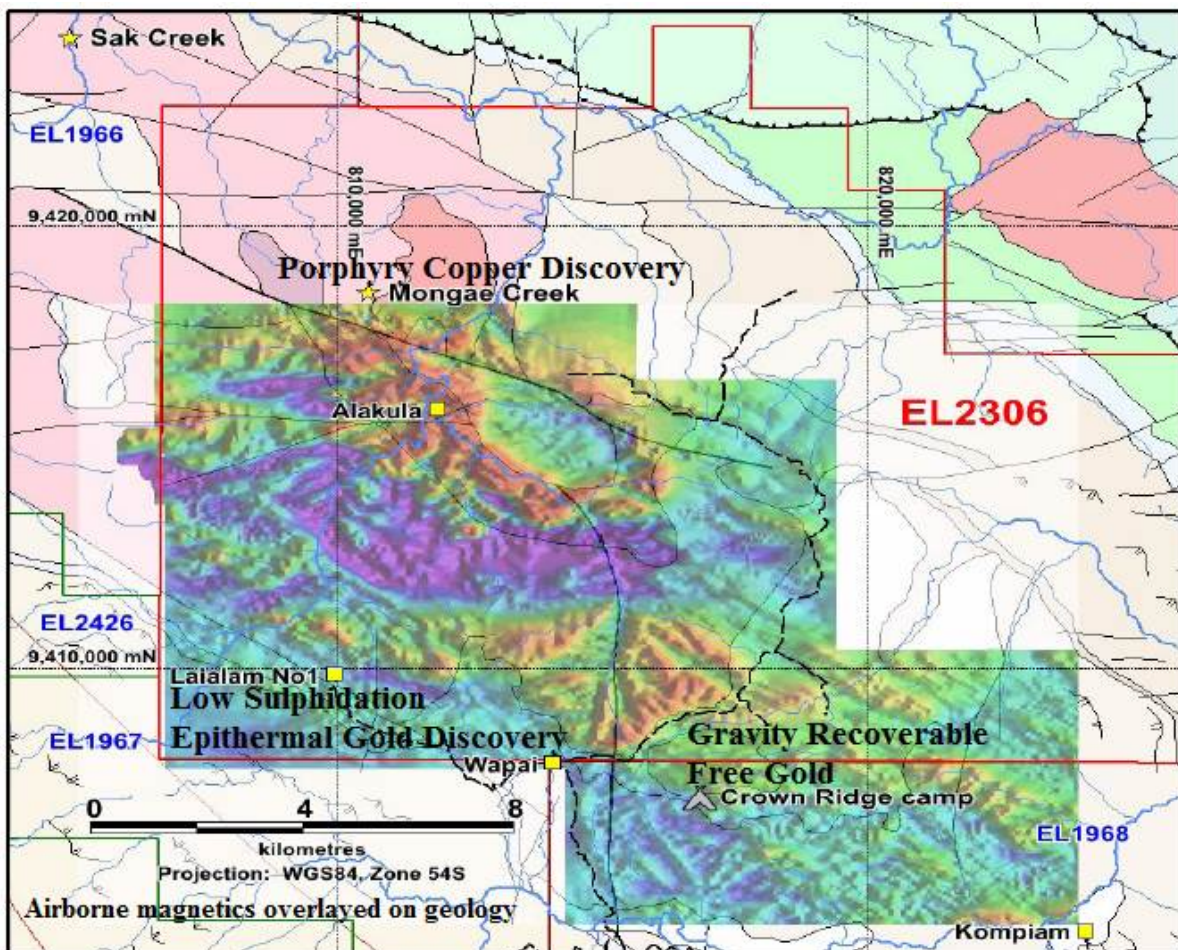 Sak Creek
EL1966
810,000 mE
820,000 mE
9,420,000 mN
Porphyry Copper Discovery
Mongae Creek
Alakula
EL2306
EL2426
9,410,000 mN
Laialam No1
Low Sulphidation
Epithermal Gold Discovery
EL1967
Wapai
Gravity Recoverable
Free Gold
Crown Ridge camp
0 4 8
kilometres
Projection: WGS84, Zone 54S
EL1968
Airborne magnetics overlayed on geology
Kompiam